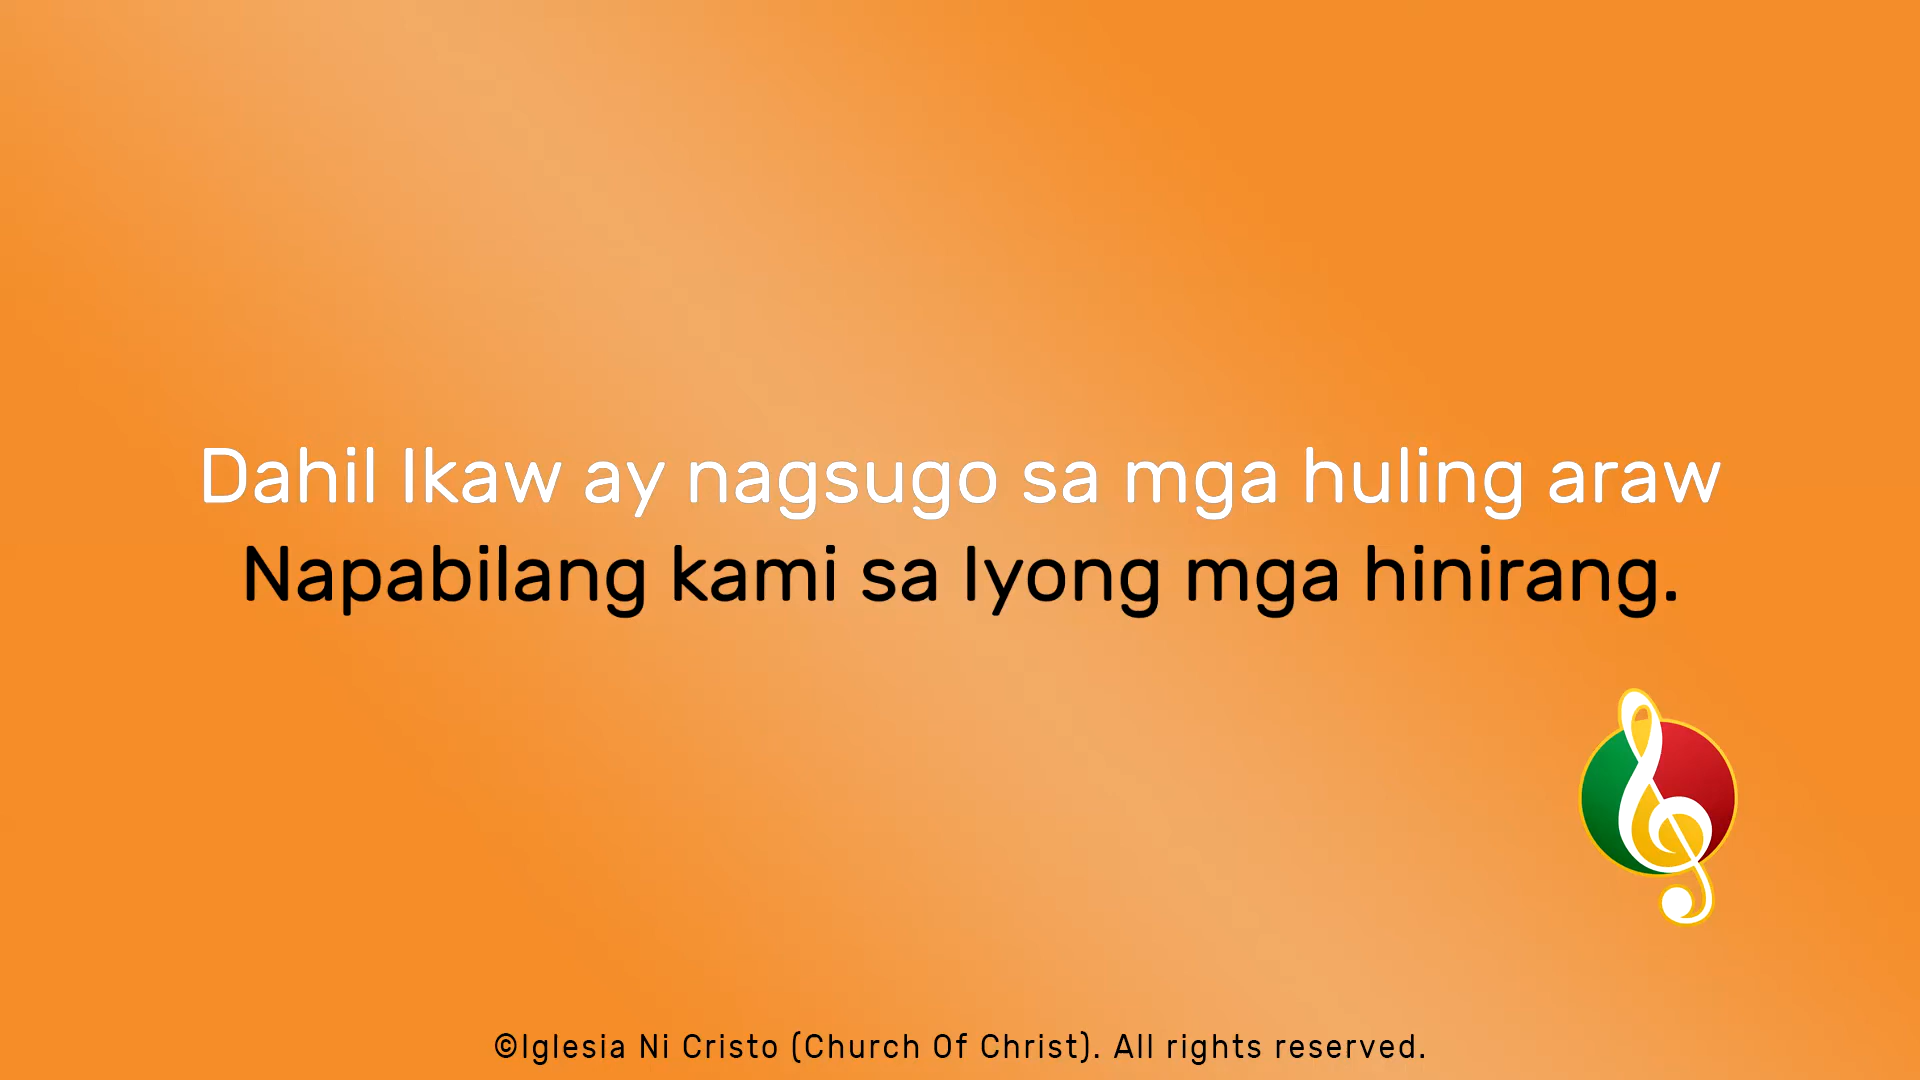 Dahil Ikaw ay nagsugo sa mga huling araw
Napabilang kami sa Iyong mga hinirang.
©Iglesia Ni Cristo (Church Of Christ). All rights reserved.